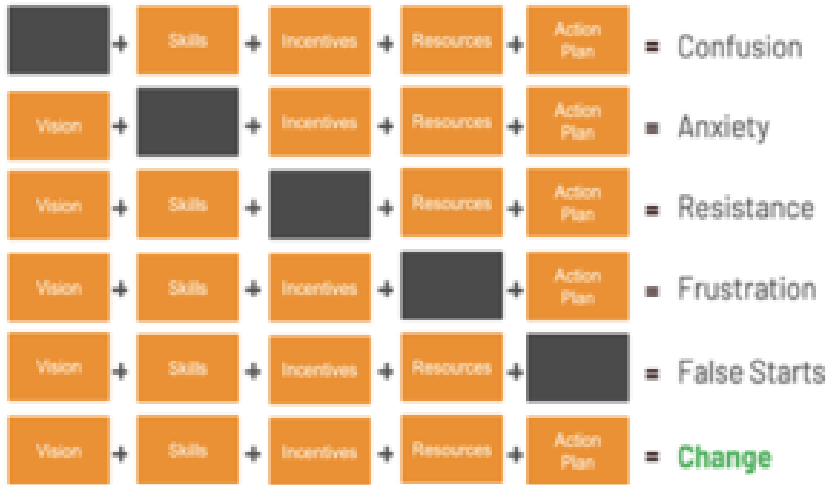 + Skills + Incentives + Resources + Action Plan = Confusion
Vision + + Incentives + Resources + Action Plan = Anxiety
Vision + Skills + + Resources + Action Plan = Resistance
Vision + Skills + Incentives + + Action Plan = Frustration
Vision + Skills + Incentives + Resources + = False Starts
Vision + Skills + Incentives + Resources + Action Plan = Change